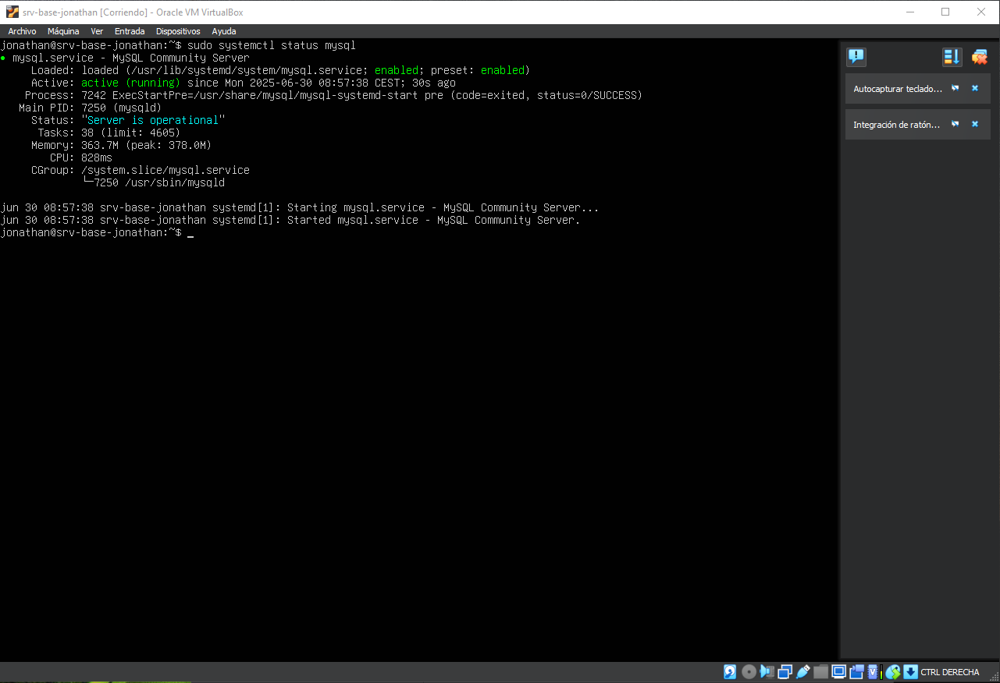 srv-base-jonathan [Corriendo] - Oracle VM VirtualBox
Archivo Máquina Ver Entrada Dispositivos Ayuda
jonathan@srv-base-jonathan:~$ sudo systemctl status mysql
● mysql.service - MySQL Community Server
     Loaded: loaded (/usr/lib/systemd/system/mysql.service; enabled; preset: enabled)
     Active: active (running) since Mon 2025-06-30 08:57:38 CEST; 30s ago
    Process: 7242 ExecStartPre=/usr/share/mysql/mysql-systemd-start pre (code=exited, status=0/SUCCESS)
   Main PID: 7250 (mysqld)
     Status: "Server is operational"
      Tasks: 38 (limit: 4605)
     Memory: 363.7M (peak: 378.0M)
        CPU: 828ms
     CGroup: /system.slice/mysql.service
             └─7250 /usr/sbin/mysqld
jun 30 08:57:38 srv-base-jonathan systemd[1]: Starting mysql.service - MySQL Community Server...
jun 30 08:57:38 srv-base-jonathan systemd[1]: Started mysql.service - MySQL Community Server.
jonathan@srv-base-jonathan:~$ _
Autocapturar teclado...
Integración de ratón...
CTRL DERECHA